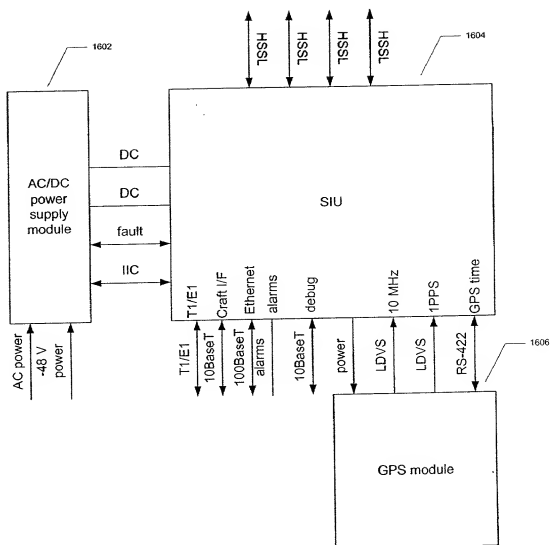 HSSL
HSSL
HSSL
HSSL
1602
1604
AC/DC
power
supply
module
DC
DC
fault
IIC
SIU
T1/E1
Craft I/F
Ethernet
alarms
debug
10 MHz
1PPS
GPS time
AC power
-48 V
power
T1/E1
10BaseT
100BaseT
alarms
10BaseT
power
LDVS
LDVS
RS-422
1606
GPS module